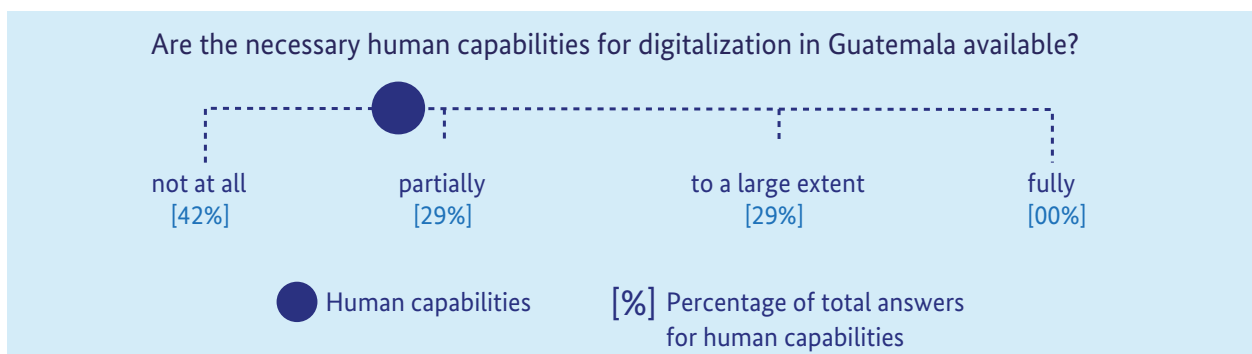 Are the necessary human capabilities for digitalization in Guatemala available?
not at all
[42%]
partially
[29%]
to a large extent
[29%]
fully
[00%]
Human capabilities
[%] Percentage of total answers
for human capabilities